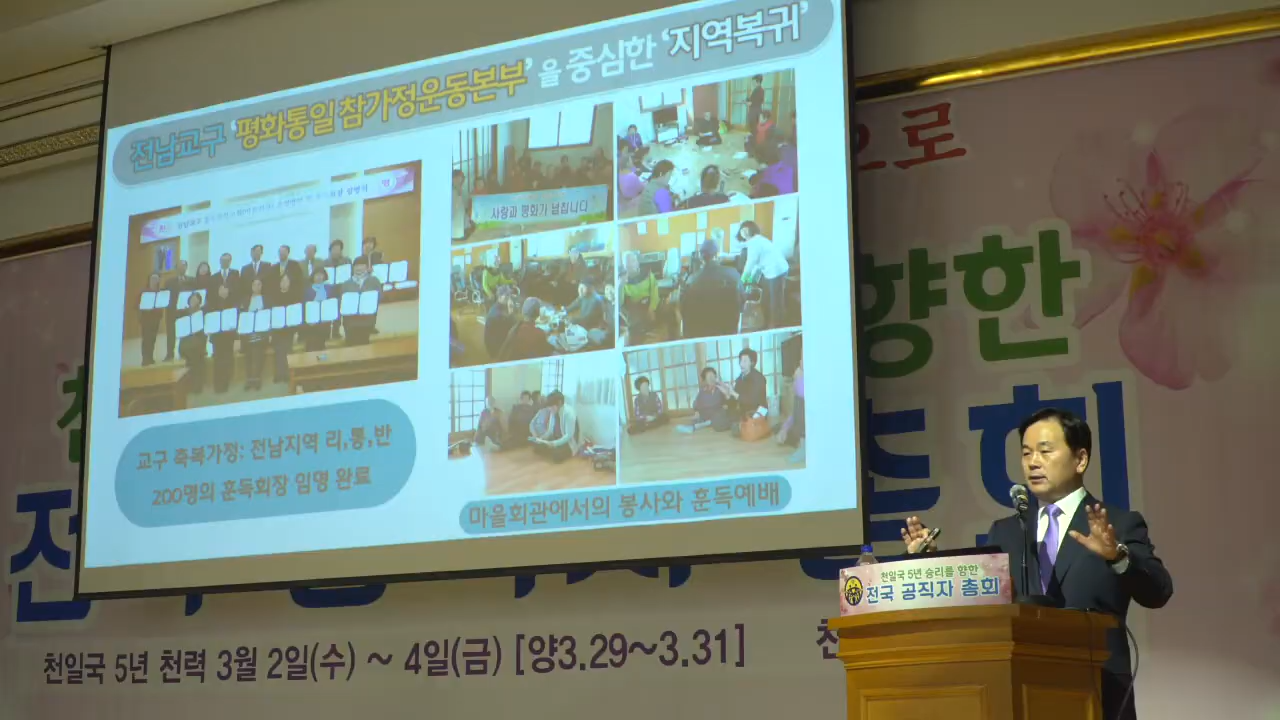 전남교구 '평화통일 참가정운동본부'을 중심한 '지역복귀'
사랑과 평화가 넘칩니다
교구 축복가정: 전남지역 리,통,반
200명의 훈독회장 임명 완료
마을회관에서의 봉사와 훈독예배
으로
향한
총회
천일국 5년 천력 3월 2일(수) ~ 4일(금) [양3.29~3.31]
천일국 5년 승리를 향한
전국 공직자 총회